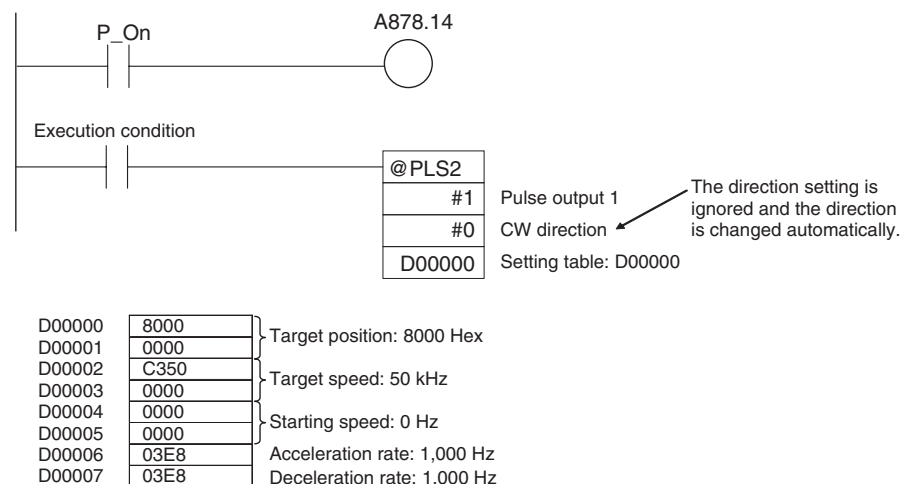 P_On
A878.14
Execution condition
@PLS2
#1 Pulse output 1
#0 CW direction
D00000 Setting table: D00000
The direction setting is
ignored and the direction
is changed automatically.
D00000 8000
D00001 0000
Target position: 8000 Hex
D00002 C350
D00003 0000
Target speed: 50 kHz
D00004 0000
D00005 0000
Starting speed: 0 Hz
D00006 03E8 Acceleration rate: 1,000 Hz
D00007 03E8 Deceleration rate: 1,000 Hz